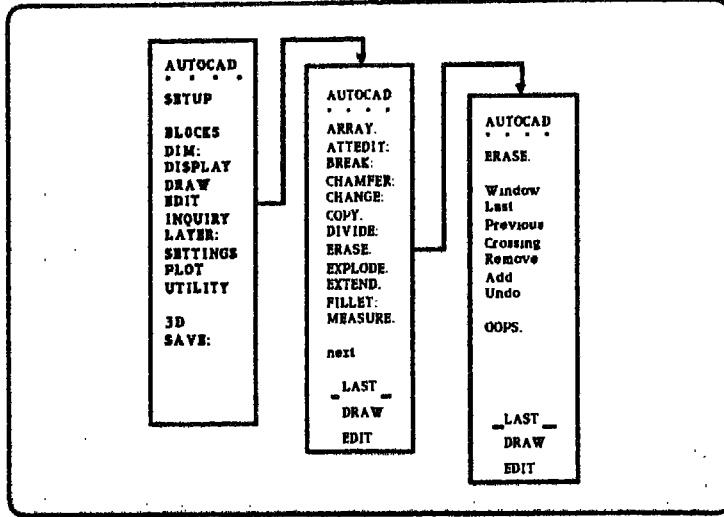 AUTOCAD
* * * *
SETUP
BLOCKS
DIM:
DISPLAY
DRAW
EDIT
INQUIRY
LAYER:
SETTINGS
PLOT
UTILITY
3D
SAVE:
AUTOCAD
* * * *
ARRAY.
ATTEDIT:
BREAK:
CHAMFER:
CHANGE:
COPY.
DIVIDE:
ERASE.
EXPLODE.
EXTEND.
FILLET:
MEASURE.
next
_LAST_
DRAW
EDIT
AUTOCAD
* * * *
ERASE.
Window
Last
Previous
Crossing
Remove
Add
Undo
OOPS.
_LAST_
DRAW
EDIT